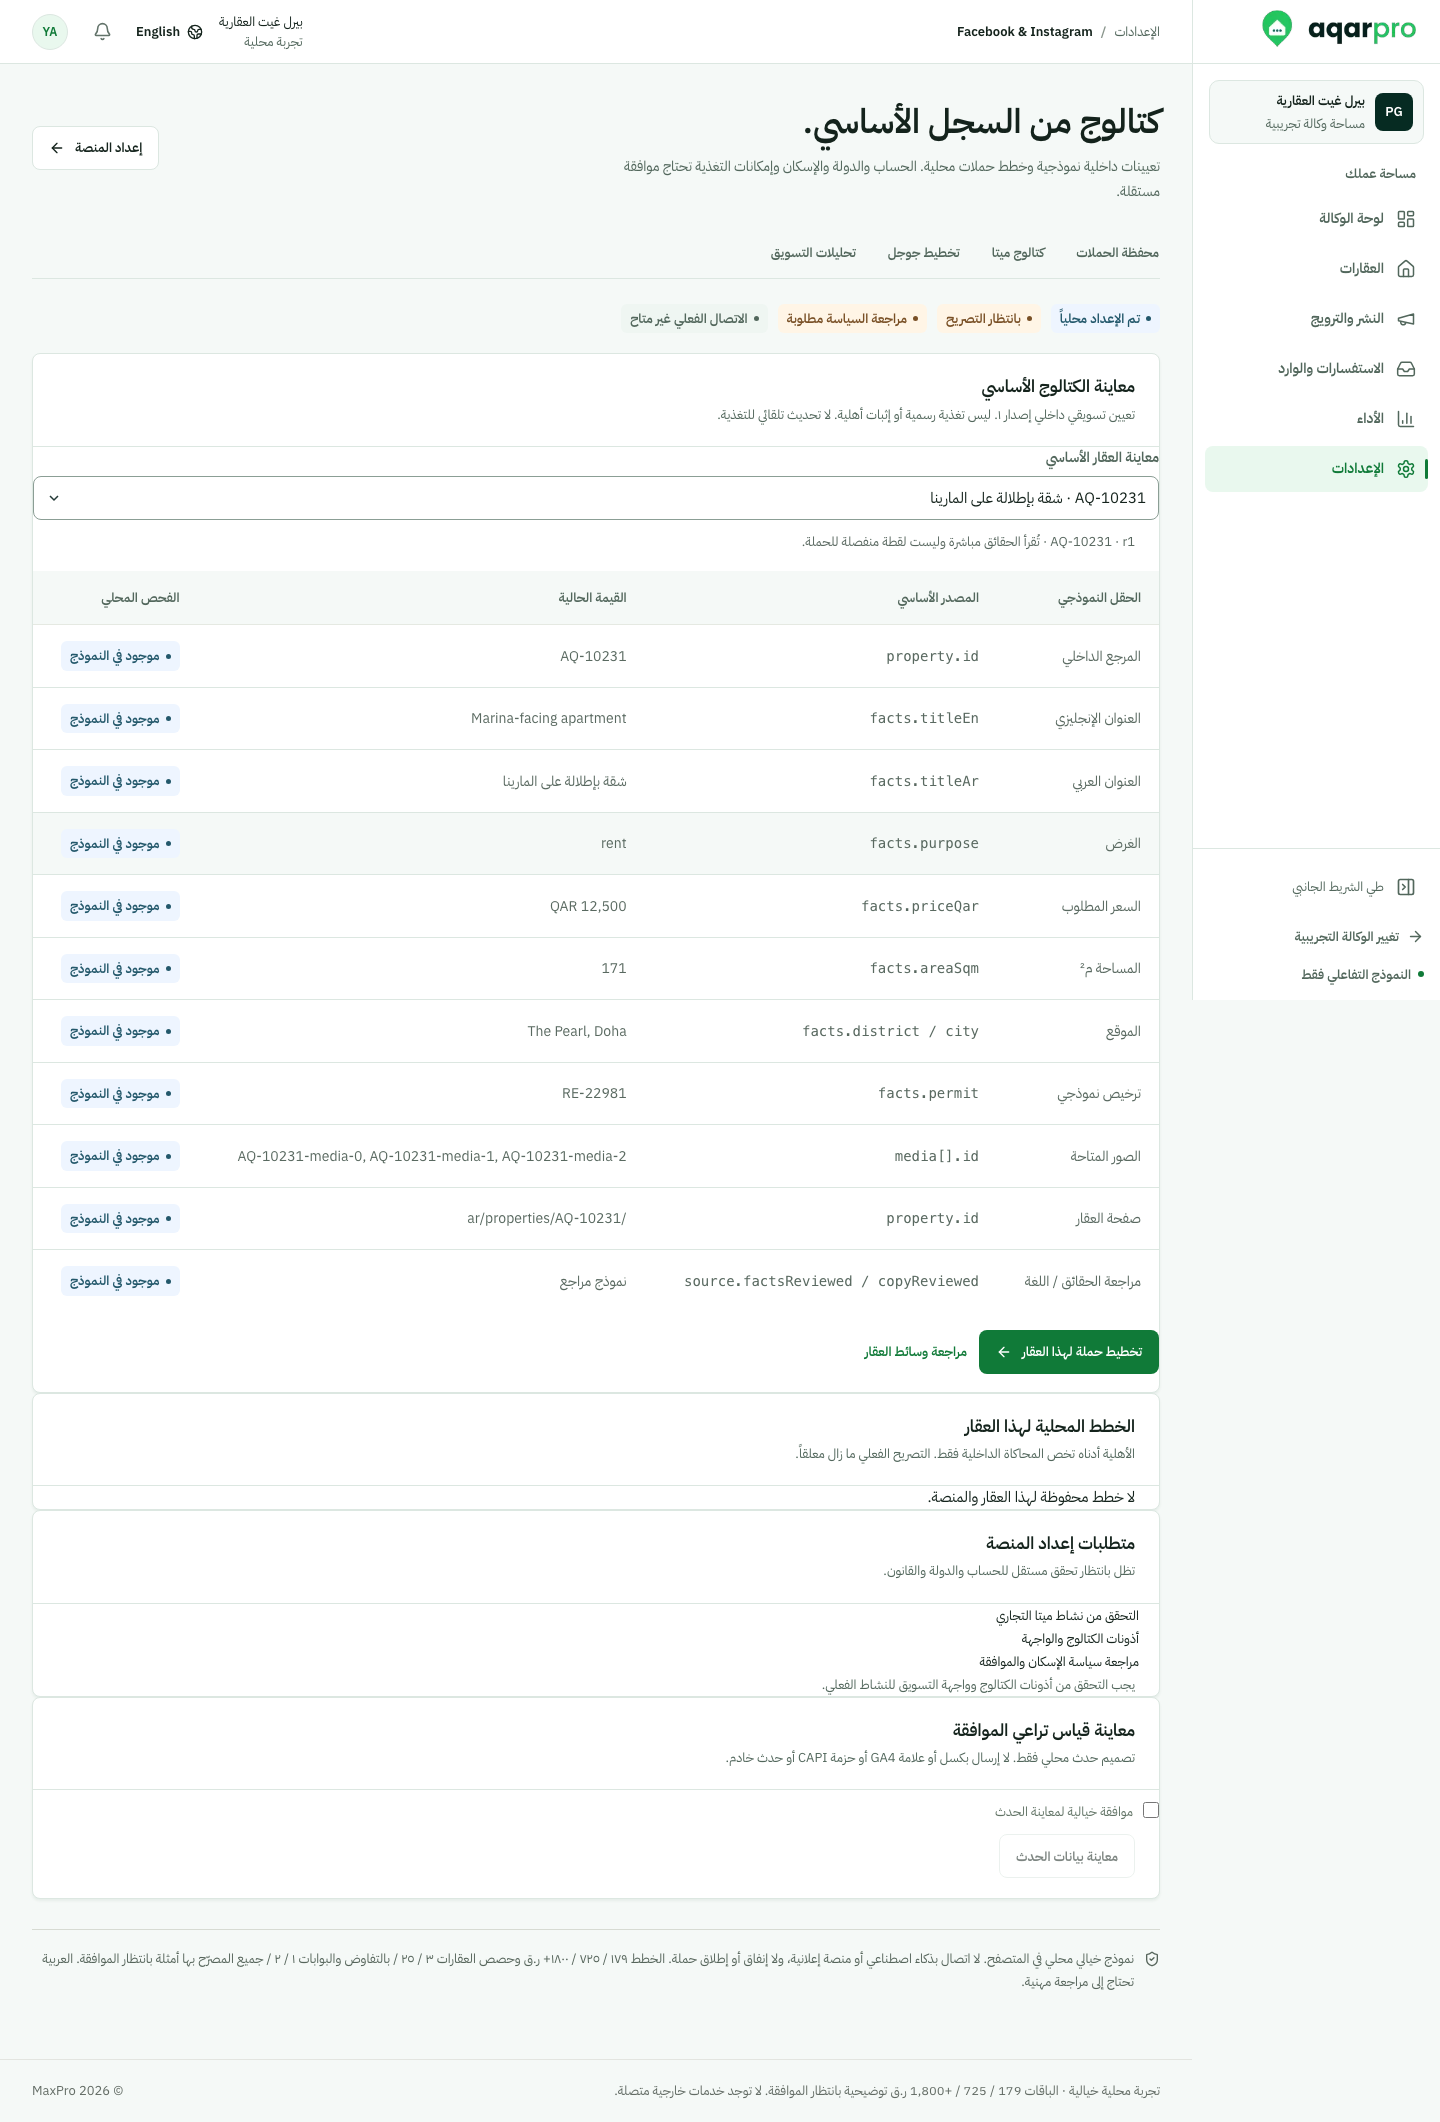 aqarpro
الإعدادات / Facebook & Instagram
بيرل غيت العقارية
تجربة محلية
English
YA
PG
بيرل غيت العقارية
مساحة وكالة تجريبية
مساحة عملك
لوحة الوكالة
العقارات
النشر والترويج
الاستفسارات والوارد
الأداء
الإعدادات
طي الشريط الجانبي
تغيير الوكالة التجريبية
النموذج التفاعلي فقط
كتالوج من السجل الأساسي.
تعيينات داخلية نموذجية وخطط حملات محلية. الحساب والدولة والإسكان وإمكانات التغذية تحتاج موافقة
مستقلة.
إعداد المنصة
محفظة الحملات
كتالوج ميتا
تخطيط جوجل
تحليلات التسويق
تم الإعداد محلياً
بانتظار التصريح
مراجعة السياسة مطلوبة
الاتصال الفعلي غير متاح
معاينة الكتالوج الأساسي
تعيين تسويقي داخلي إصدار ١. ليس تغذية رسمية أو إثبات أهلية. لا تحديث تلقائي للتغذية.
معاينة العقار الأساسي
AQ-10231 · شقة بإطلالة على المارينا
AQ-10231 · r1 · تُقرأ الحقائق مباشرة وليست لقطة منفصلة للحملة.
الحقل النموذجي المصدر الأساسي القيمة الحالية الفحص المحلي
المرجع الداخلي property.id AQ-10231 موجود في النموذج
العنوان الإنجليزي facts.titleEn Marina-facing apartment موجود في النموذج
العنوان العربي facts.titleAr شقة بإطلالة على المارينا موجود في النموذج
الغرض facts.purpose rent موجود في النموذج
السعر المطلوب facts.priceQar QAR 12,500 موجود في النموذج
المساحة م² facts.areaSqm 171 موجود في النموذج
الموقع facts.district / city The Pearl, Doha موجود في النموذج
ترخيص نموذجي facts.permit RE-22981 موجود في النموذج
الصور المتاحة media[].id AQ-10231-media-0, AQ-10231-media-1, AQ-10231-media-2 موجود في النموذج
صفحة العقار property.id ar/properties/AQ-10231/ موجود في النموذج
مراجعة الحقائق / اللغة source.factsReviewed / copyReviewed نموذج مراجع موجود في النموذج
تخطيط حملة لهذا العقار
مراجعة وسائط العقار
الخطط المحلية لهذا العقار
الأهلية أدناه تخص المحاكاة الداخلية فقط. التصريح الفعلي ما زال معلقاً.
لا خطط محفوظة لهذا العقار والمنصة.
متطلبات إعداد المنصة
تظل بانتظار تحقق مستقل للحساب والدولة والقانون.
التحقق من نشاط ميتا التجاري
أذونات الكتالوج والواجهة
مراجعة سياسة الإسكان والموافقة
يجب التحقق من أذونات الكتالوج وواجهة التسويق للنشاط الفعلي.
معاينة قياس تراعي الموافقة
تصميم حدث محلي فقط. لا إرسال بكسل أو علامة GA4 أو حزمة CAPI أو حدث خادم.
موافقة خيالية لمعاينة الحدث
معاينة بيانات الحدث
نموذج خيالي محلي في المتصفح. لا اتصال بذكاء اصطناعي أو منصة إعلانية، ولا إنفاق أو إطلاق حملة. الخطط ١٧٩ / ٧٢٥ / ١٨٠٠+ ر.ق وحصص العقارات ٣ / ٢٥ / بالتفاوض والبوابات ١ / ٢ / جميع المصرّح بها أمثلة بانتظار الموافقة. العربية
تحتاج إلى مراجعة مهنية.
تجربة محلية خيالية · الباقات 179 / 725 / 1,800+ ر.ق توضيحية بانتظار الموافقة. لا توجد خدمات خارجية متصلة.
© 2026 MaxPro